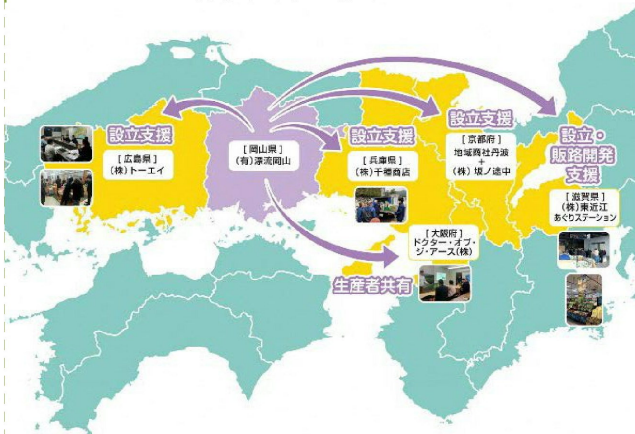 設立支援
[広島県]
(株)トーエイ
[岡山県]
(有)漂流岡山
設立支援
[兵庫県]
(株)千種商店
設立支援
[京都府]
地域商社丹波
+
(株)坂ノ途中
設立・
販路開発
支援
[滋賀県]
(株)東近江
あぐりステーション
[大阪府]
ドクター・オブ・
ジ・アース(株)
生産者共有